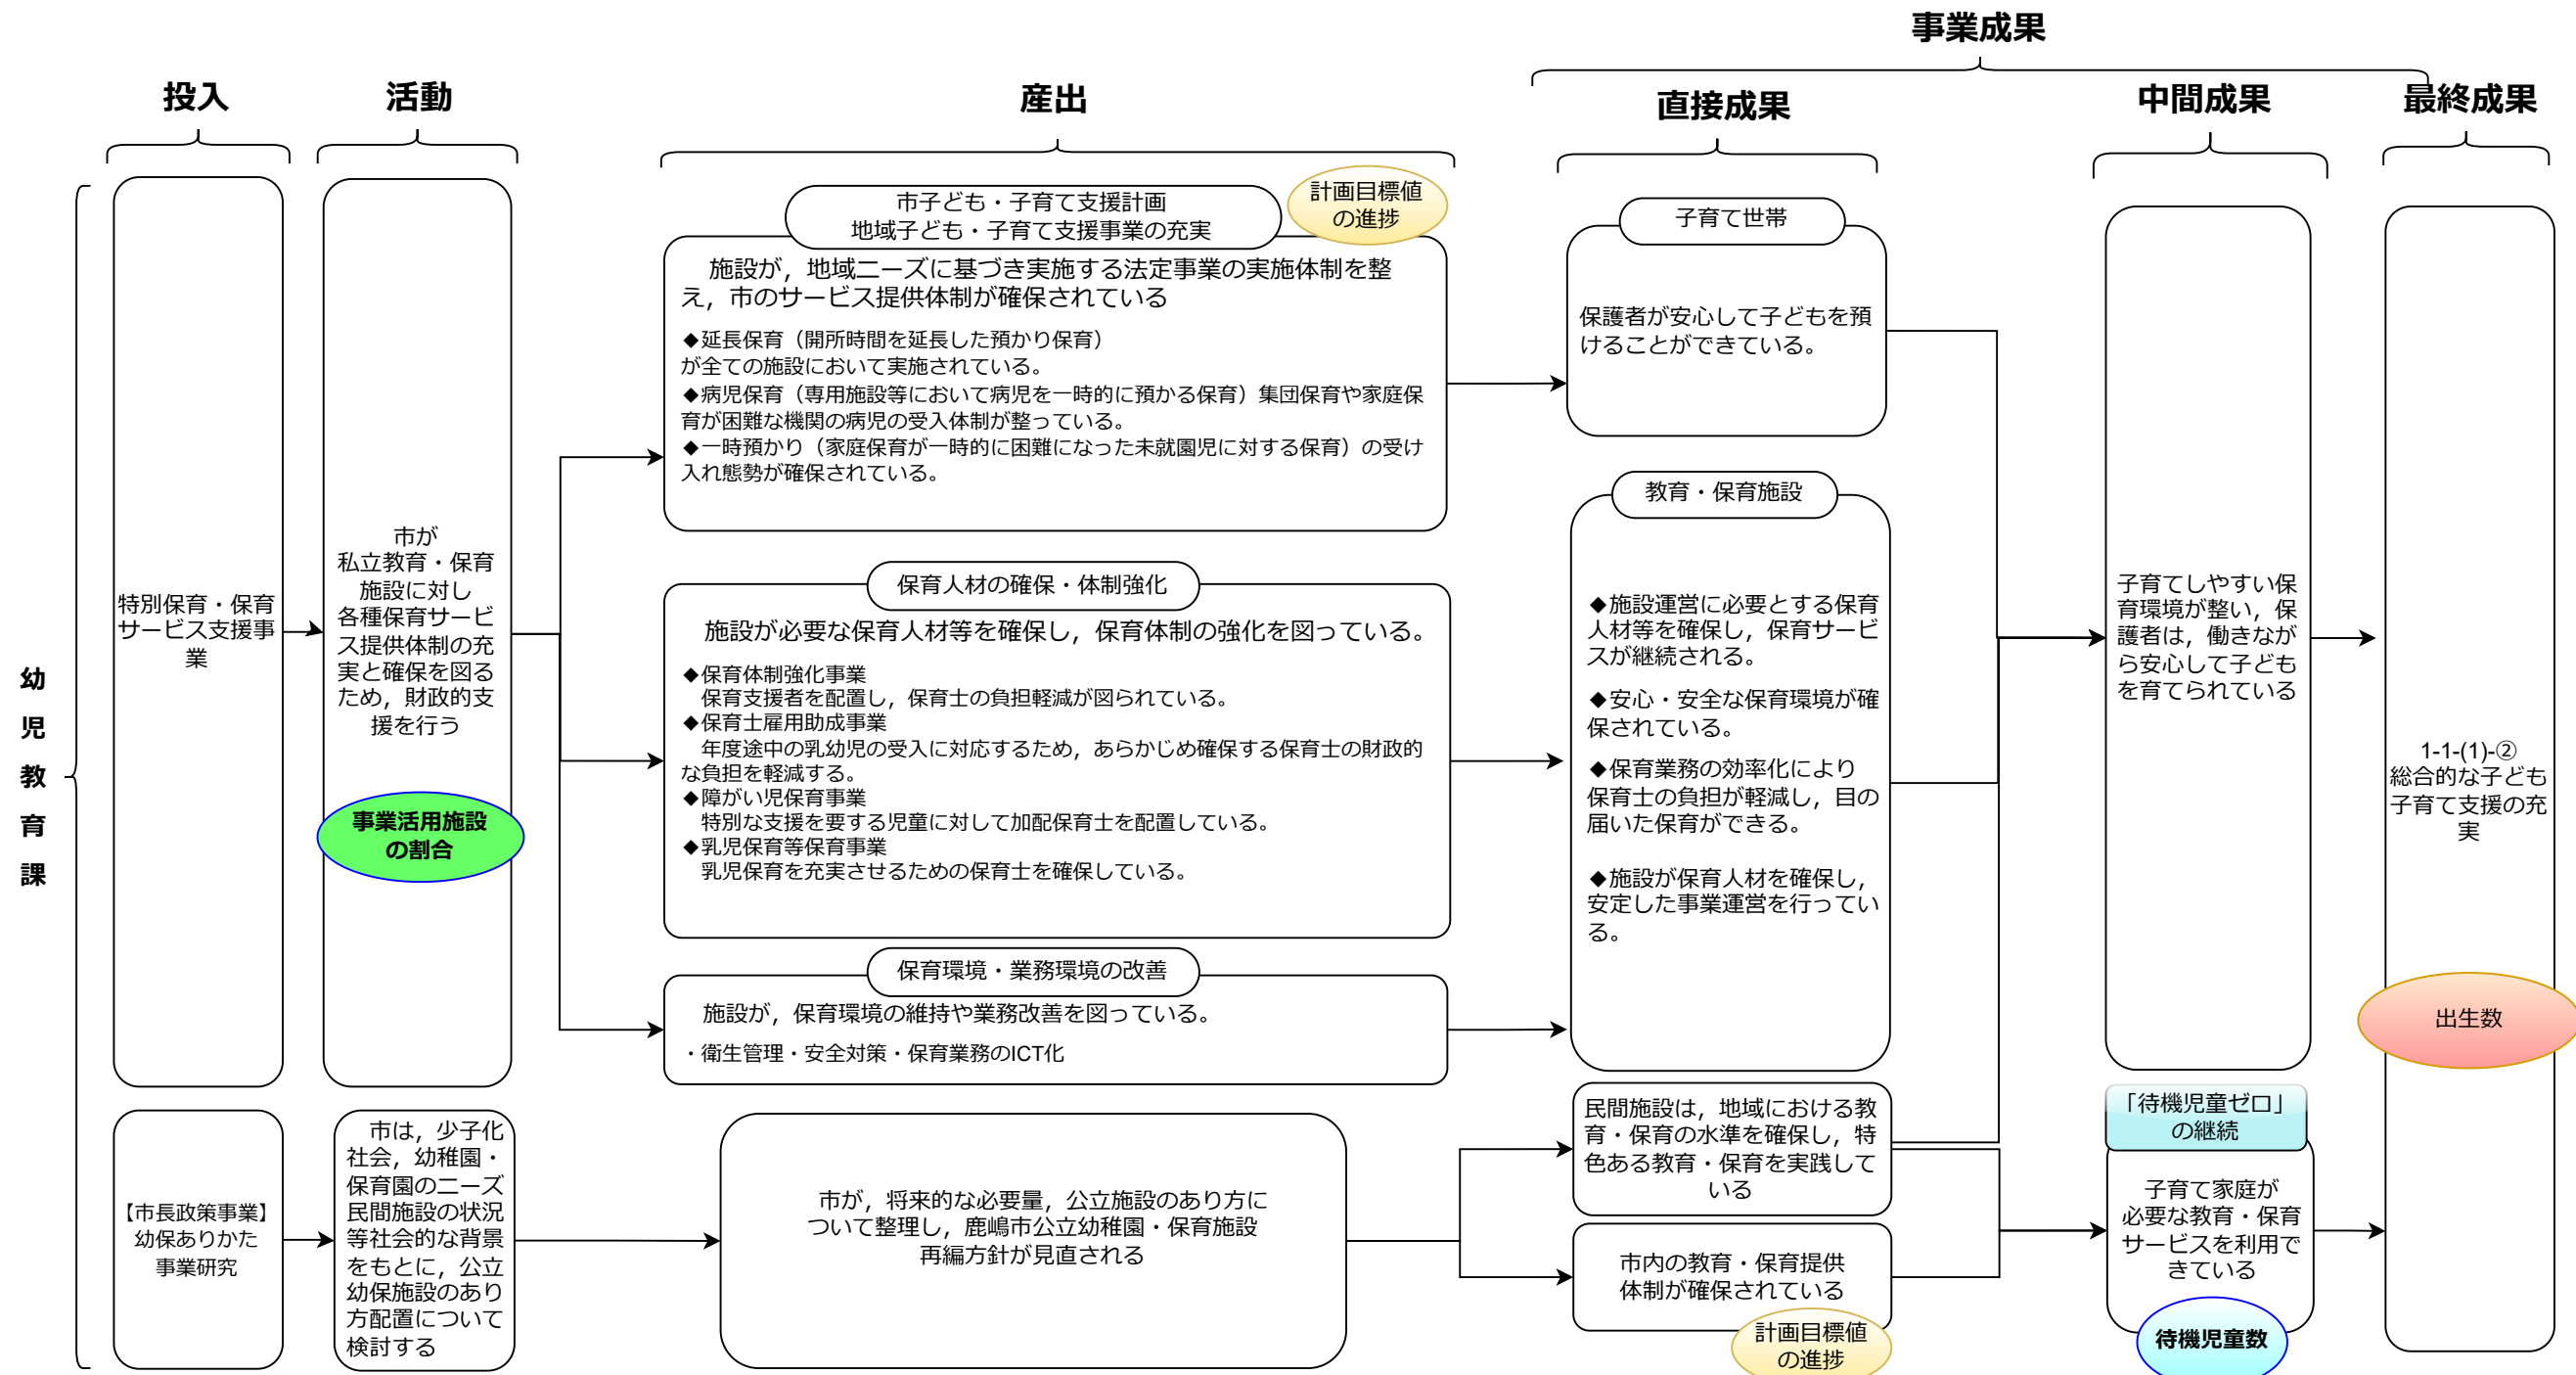 事業成果
投入
活動
産出
直接成果
中間成果
最終成果
幼
児
教
育
課
特別保育・保育
サービス支援事
業
市が
私立教育・保育
施設に対し
各種保育サービ
ス提供体制の充
実と確保を図る
ため，財政的支
援を行う
事業活用施設
の割合
市子ども・子育て支援計画
地域子ども・子育て支援事業の充実
計画目標値
の進捗
施設が，地域ニーズに基づき実施する法定事業の実施体制を整
え，市のサービス提供体制が確保されている
◆延長保育（開所時間を延長した預かり保育）
が全ての施設において実施されている。
◆病児保育（専用施設等において病児を一時的に預かる保育）集団保育や家庭保
育が困難な機関の病児の受入体制が整っている。
◆一時預かり（家庭保育が一時的に困難になった未就園児に対する保育）の受け
入れ態勢が確保されている。
保育人材の確保・体制強化
施設が必要な保育人材等を確保し，保育体制の強化を図っている。
◆保育体制強化事業
保育支援者を配置し，保育士の負担軽減が図られている。
◆保育士雇用助成事業
年度途中の乳幼児の受入に対応するため，あらかじめ確保する保育士の財政的
な負担を軽減する。
◆障がい児保育事業
特別な支援を要する児童に対して加配保育士を配置している。
◆乳児保育等保育事業
乳児保育を充実させるための保育士を確保している。
保育環境・業務環境の改善
施設が，保育環境の維持や業務改善を図っている。
・衛生管理・安全対策・保育業務のICT化
子育て世帯
保護者が安心して子どもを預
けることができている。
教育・保育施設
◆施設運営に必要とする保育
人材等を確保し，保育サービ
スが継続される。
◆安心・安全な保育環境が確
保されている。
◆保育業務の効率化により
保育士の負担が軽減し，目の
届いた保育ができる。
◆施設が保育人材を確保し，
安定した事業運営を行ってい
る。
子育てしやすい保
育環境が整い，保
護者は，働きなが
ら安心して子ども
を育てられている
1-1-(1)-②
総合的な子ども
子育て支援の充
実
出生数
【市長政策事業】
幼保ありかた
事業研究
市は，少子化
社会，幼稚園・
保育園のニーズ
民間施設の状況
等社会的な背景
をもとに，公立
幼保施設のあり
方配置について
検討する
市が，将来的な必要量，公立施設のあり方に
ついて整理し，鹿嶋市公立幼稚園・保育施設
再編方針が見直される
民間施設は，地域における教
育・保育の水準を確保し，特
色ある教育・保育を実践して
いる
市内の教育・保育提供
体制が確保されている
計画目標値
の進捗
「待機児童ゼロ」
の継続
子育て家庭が
必要な教育・保育
サービスを利用で
きている
待機児童数